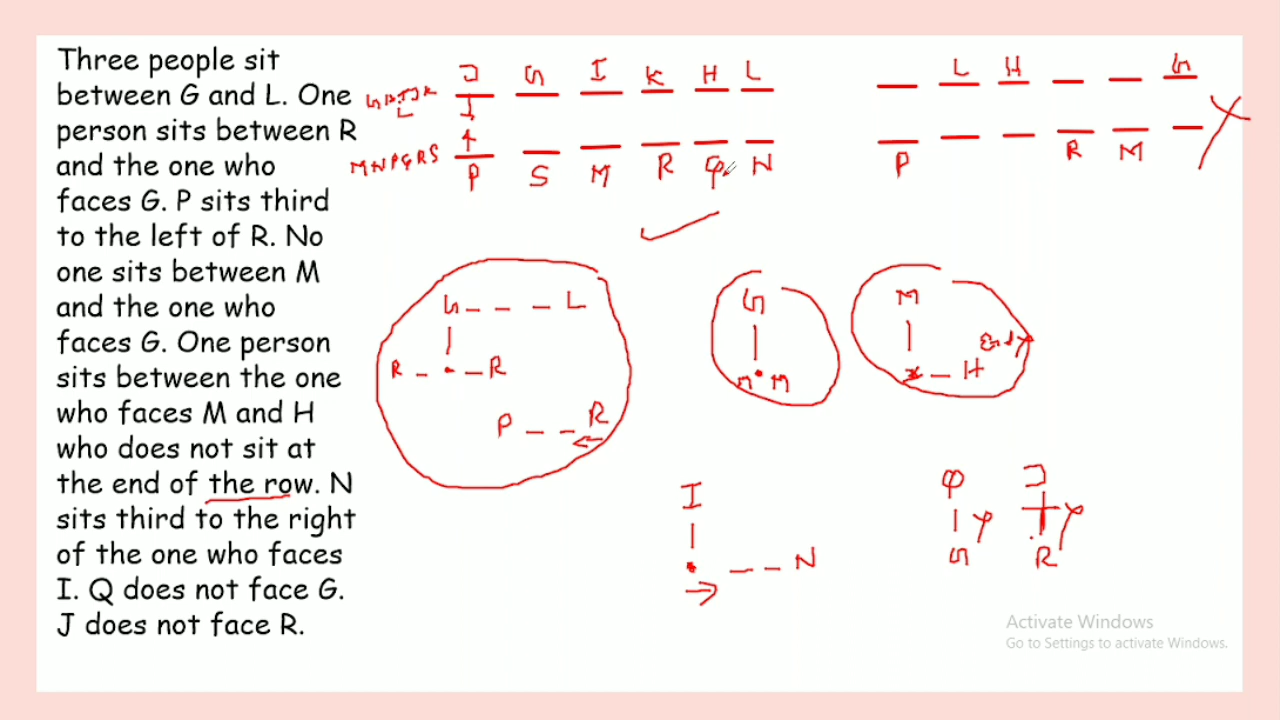 Three people sit
between G and L. One
person sits between R
and the one who
faces G. P sits third
to the left of R. No
one sits between M
and the one who
faces G. One person
sits between the one
who faces M and H
who does not sit at
the end of the row. N
sits third to the right
of the one who faces
I. Q does not face G.
J does not face R.
J G I K H L
L H G
MNPQRS
P S M R Q N
P R M
G L
R R
P R
G
M M
M
H
I
N
Q J
G R
Activate Windows
Go to Settings to activate Windows.